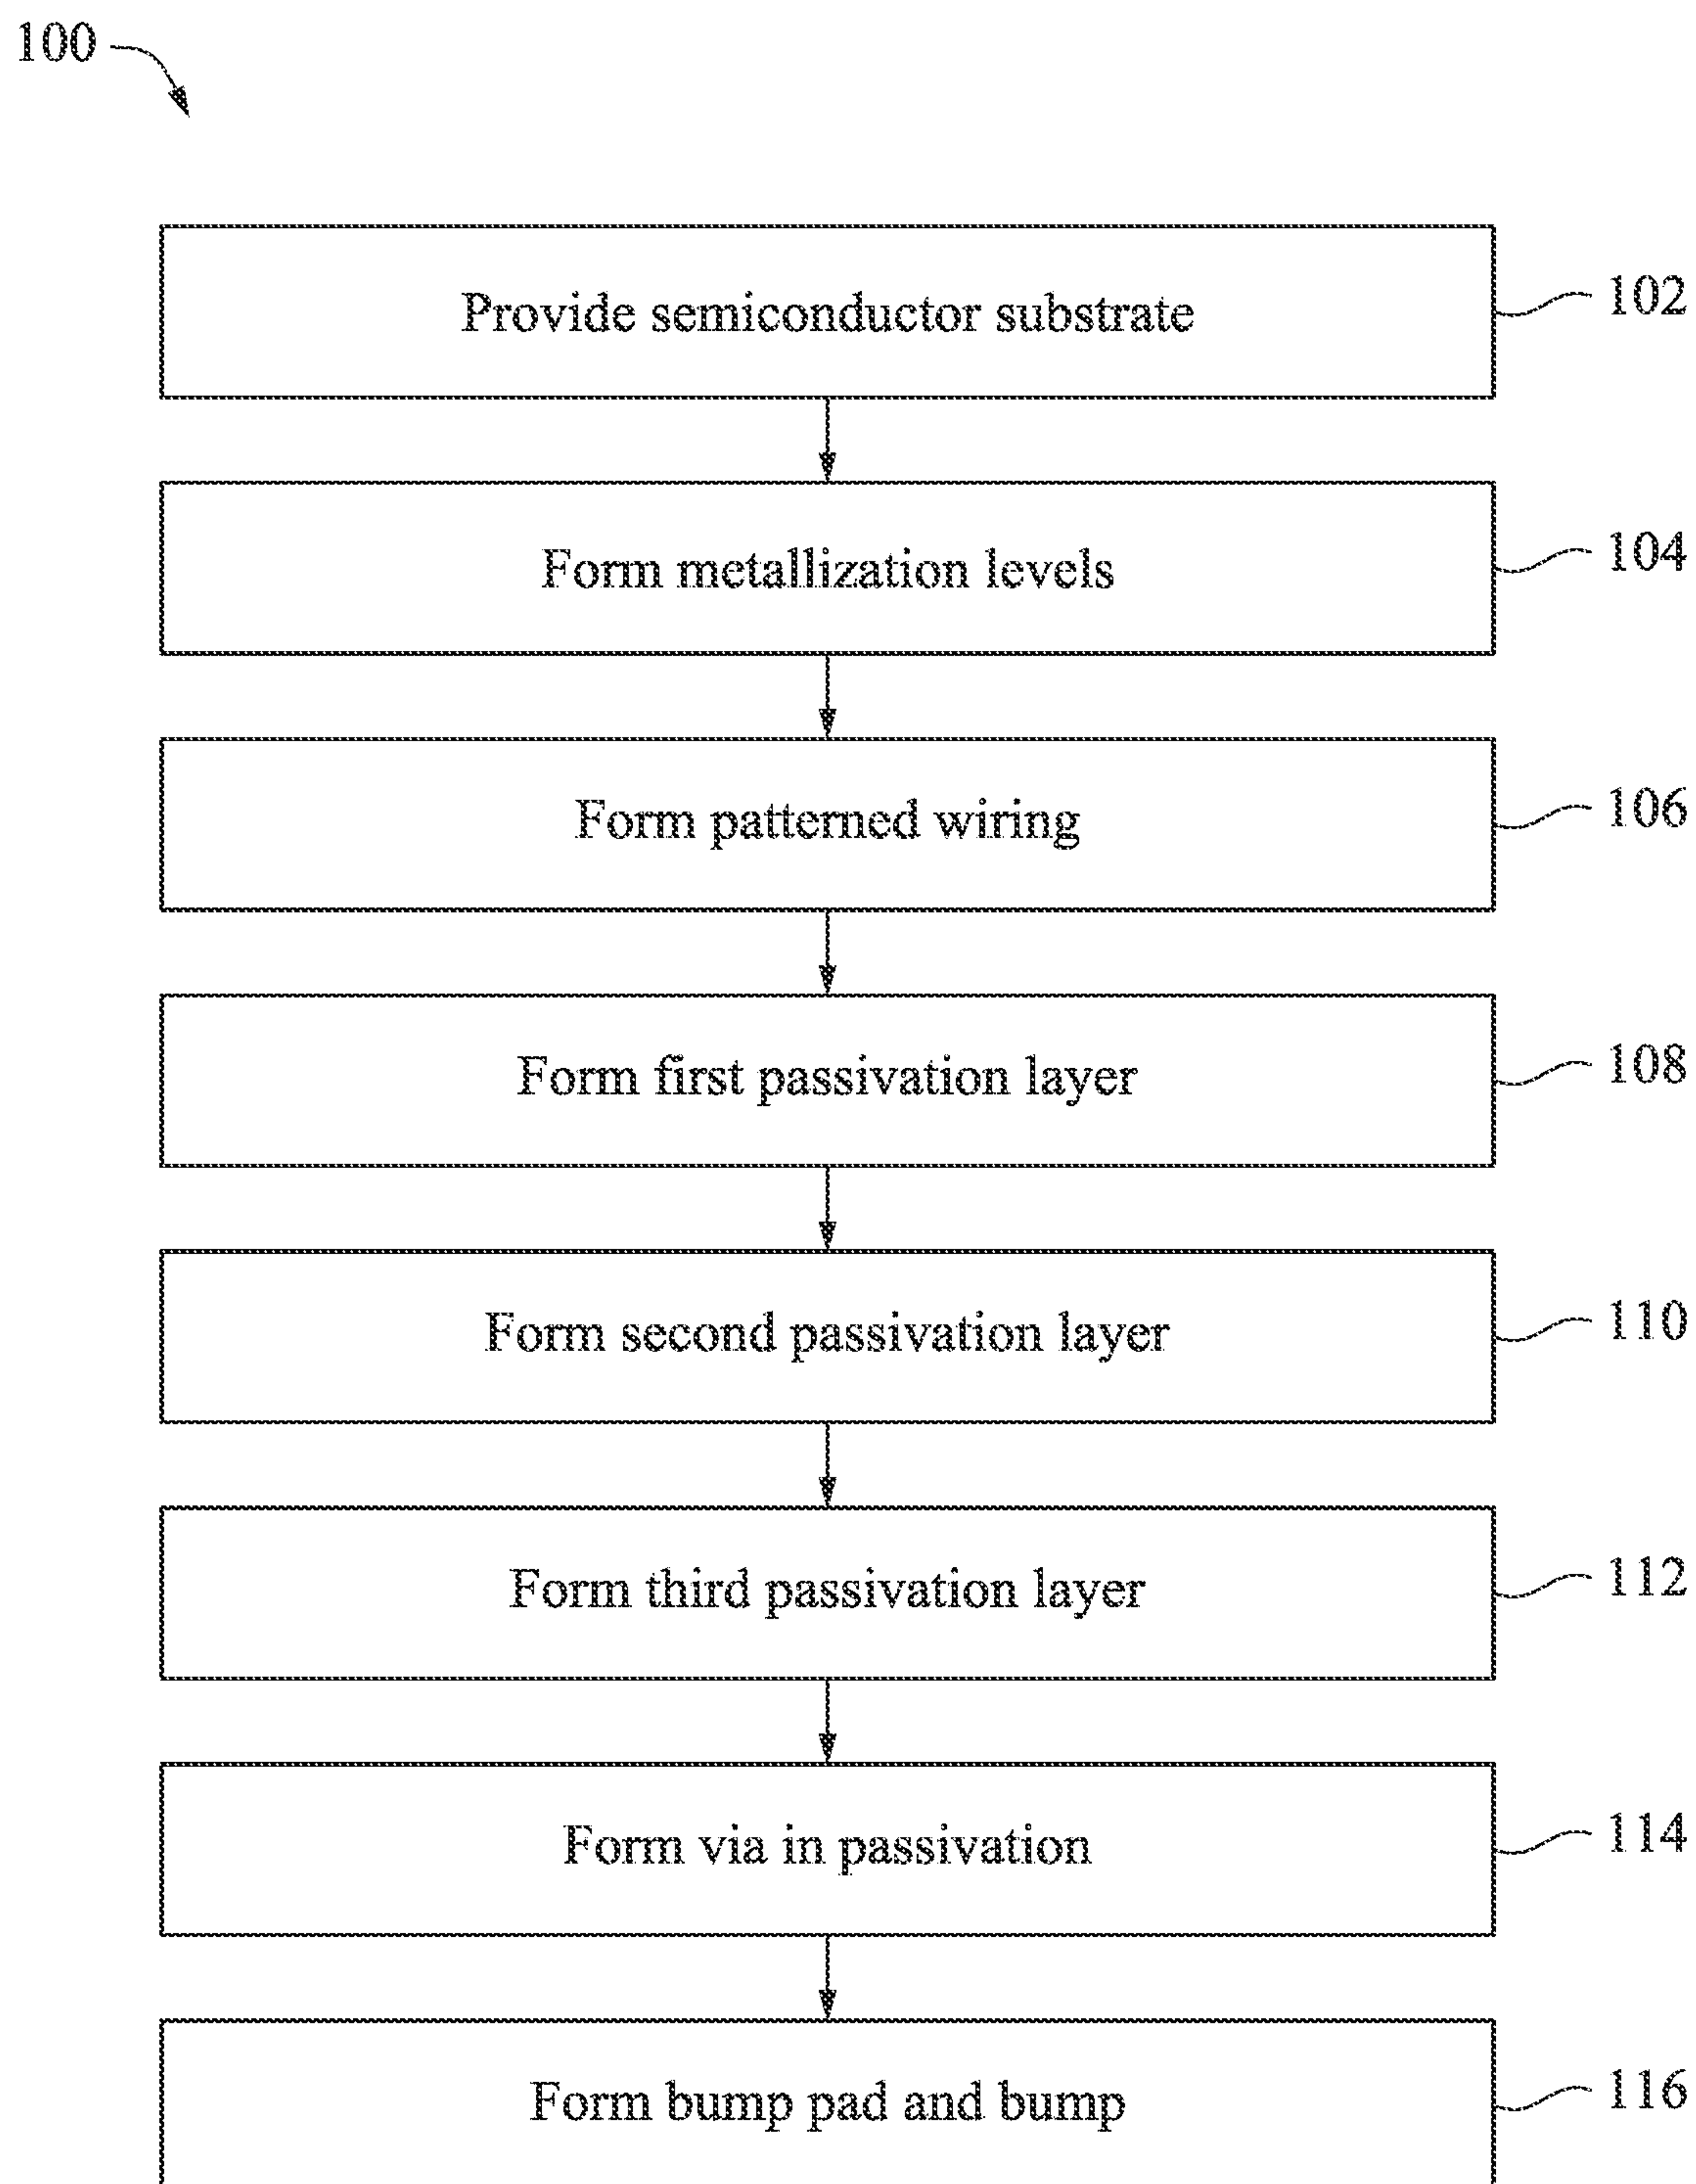 100
Provide semiconductor substrate
102
Form metallization levels
104
Form patterned wiring
106
Form first passivation layer
108
Form second passivation layer
110
Form third passivation layer
112
Form via in passivation
114
Form bump pad and bump
116